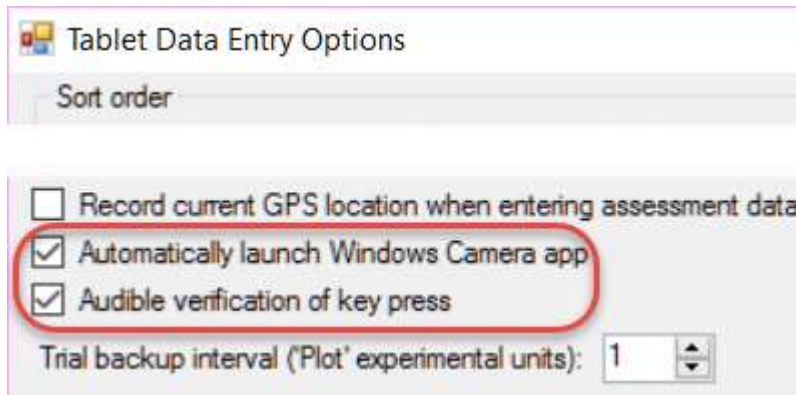 Tablet Data Entry Options
Sort order
Record current GPS location when entering assessment data
Automatically launch Windows Camera app
Audible verification of key press
Trial backup interval ('Plot' experimental units): 1